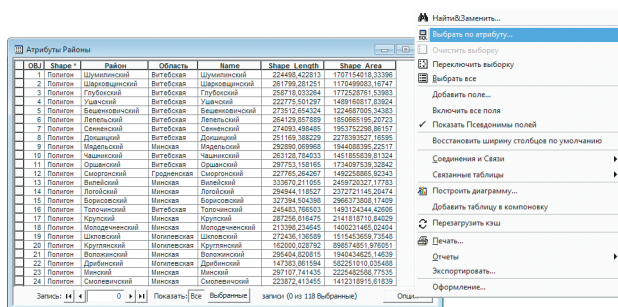 Атрибуты Районы
OBJ Shape * Район Область Name Shape_Length Shape_Area
1 Полигон Шумилинский Витебская Шумилинский 224498,422813 1707154018,33396
2 Полигон Шарковщинский Витебская Шарковщинский 261799,281251 1170499083,16747
3 Полигон Глубокский Витебская Глубокский 258718,033264 1772528761,53983
4 Полигон Ушачский Витебская Ушачский 222775,501297 1489160817,83924
5 Полигон Бешенковичский Витебская Бешенковичский 273512,654324 1224687005,34383
6 Полигон Лепельский Витебская Лепельский 264129,857889 1850665195,20723
7 Полигон Сенненский Витебская Сенненский 274093,498485 1953752298,86157
8 Полигон Докшицкий Витебская Докшицкий 251169,388229 2278393527,16595
9 Полигон Мядельский Минская Мядельский 292890,069968 1944088395,22517
10 Полигон Чашникский Витебская Чашникский 263128,784033 1451855839,81324
11 Полигон Оршанский Витебская Оршанский 297753,158165 1734097539,32842
12 Полигон Сморгонский Гродненская Сморгонский 227765,264267 1492258865,92343
13 Полигон Вилейский Минская Вилейский 333670,211055 2459720327,17783
14 Полигон Логойский Минская Логойский 294944,118527 2372721145,20474
15 Полигон Борисовский Минская Борисовский 327394,504398 2966373808,17409
16 Полигон Толочинский Витебская Толочинский 245483,766503 1493124344,42606
17 Полигон Крупский Минская Крупский 287256,816475 2141818710,84029
18 Полигон Молодечненский Минская Молодечненский 213398,234645 1400231465,02404
19 Полигон Шкловский Могилевская Шкловский 272436,136589 1515453659,73548
20 Полигон Круглянский Могилевская Круглянский 162000,028792 898574851,976051
21 Полигон Воложинский Минская Воложинский 295404,820815 1940434625,14639
22 Полигон Дрибинский Могилевская Дрибинский 147383,861594 582251010,035488
23 Полигон Минский Минская Минский 297107,741435 2225482588,77535
24 Полигон Смолевичский Минская Смолевичский 223872,413455 1412318915,61839
Запись: 0 Показать: Все Выбранные записи (0 из 118 Выбранные) Опци...
Найти&Заменить...
Выбрать по атрибуту...
Очистить выборку
Переключить выборку
Выбрать все
Добавить поле...
Включить все поля
Показать Псевдонимы полей
Восстановить ширину столбцов по умолчанию
Соединения и Связи
Связанные таблицы
Построить диаграмму...
Добавить таблицу в компоновку
Перезагрузить кэш
Печать...
Отчеты
Экспортировать...
Оформление...